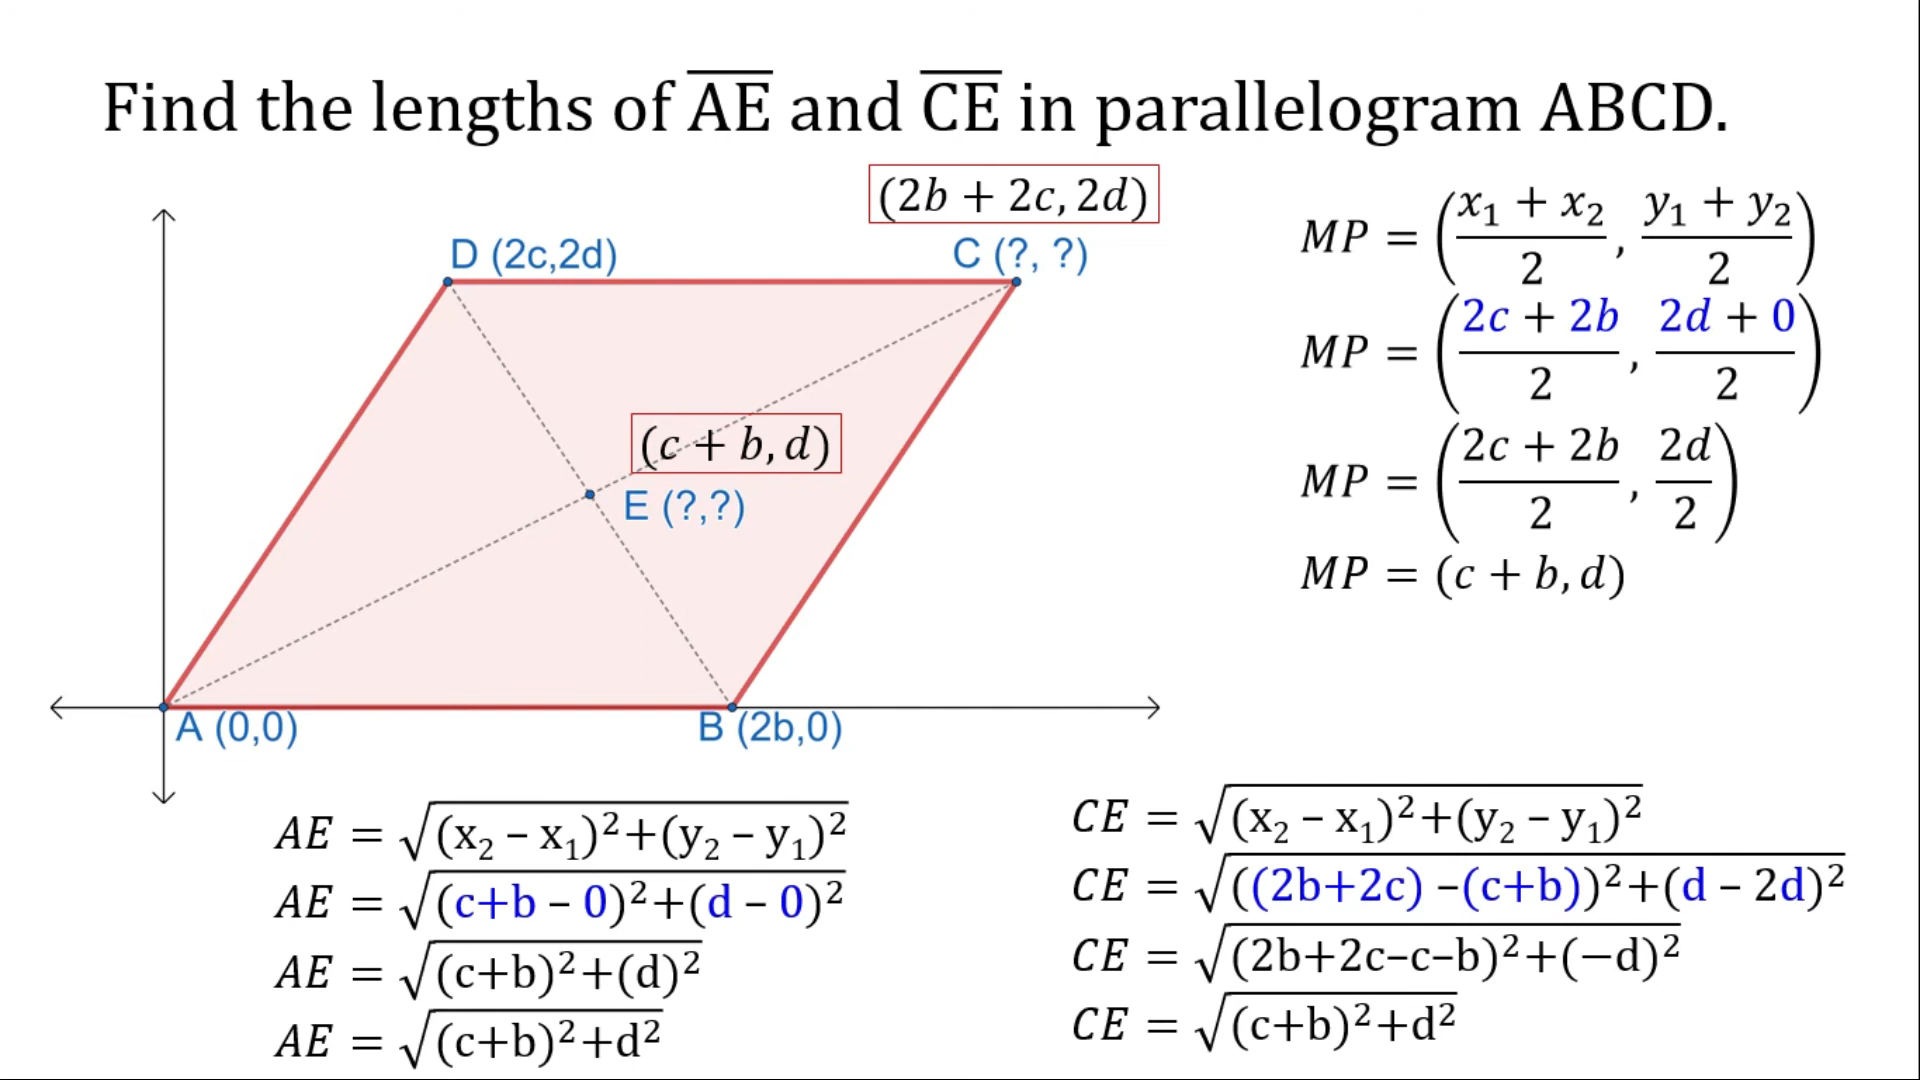 Find the lengths of A͞E͞ and C͞E͞ in parallelogram ABCD.
(2b + 2c, 2d)
D (2c,2d)
C (?, ?)
(c + b, d)
E (?,?)
A (0,0)
B (2b,0)
MP = ((x₁ + x₂)/2, (y₁ + y₂)/2)
MP = ((2c + 2b)/2, (2d + 0)/2)
MP = ((2c + 2b)/2, 2d/2)
MP = (c + b, d)
AE = √((x₂ – x₁)²+(y₂ – y₁)²)
AE = √((c+b – 0)²+(d – 0)²)
AE = √((c+b)²+(d)²)
AE = √((c+b)²+d²)
CE = √((x₂ – x₁)²+(y₂ – y₁)²)
CE = √(((2b+2c) –(c+b))²+(d – 2d)²)
CE = √((2b+2c–c–b)²+(−d)²)
CE = √((c+b)²+d²)